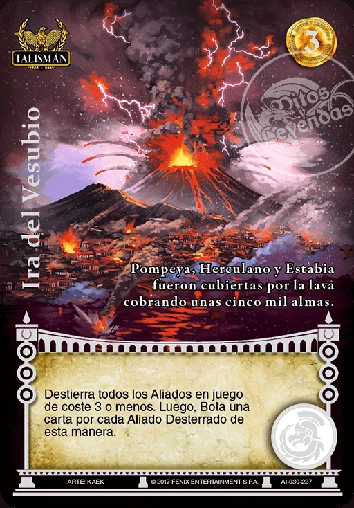 TALISMÁN
3
Mitos y Leyendas
Ira del Vesubio
Pompeya, Herculano y Estabia
fueron cubiertas por la lava
cobrando unas cinco mil almas.
Destierra todos los Aliados en juego
de coste 3 o menos. Luego, Bota una
carta por cada Aliado Desterrado de
esta manera.
ARTE: KAEK
© 2017 FENIX ENTERTAINMENT S.P.A.